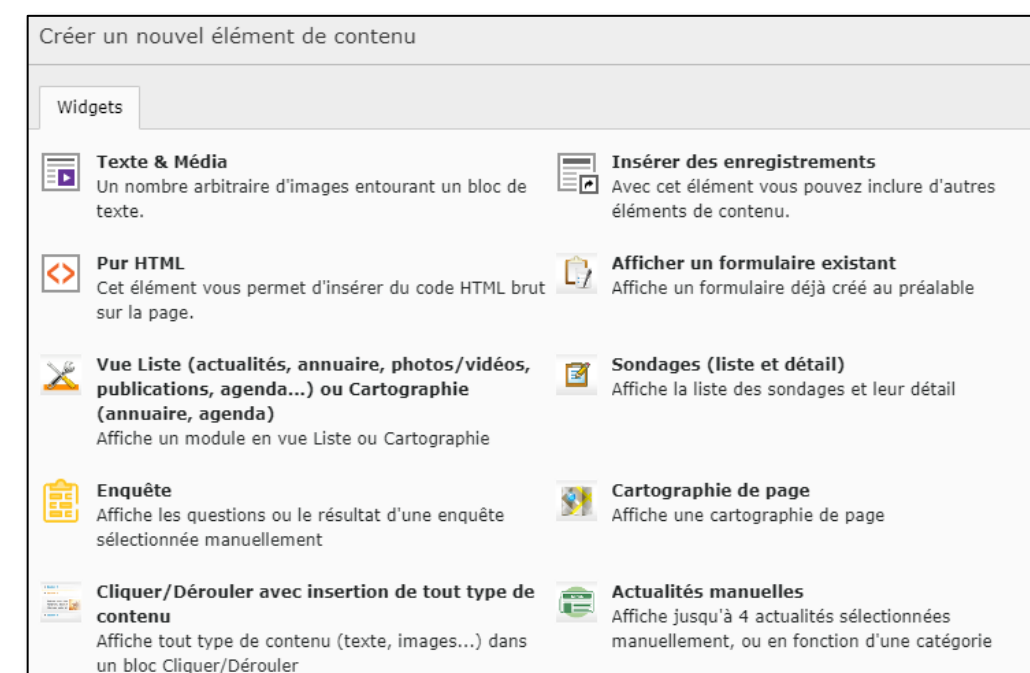 Créer un nouvel élément de contenu
Widgets
Texte & Média
Un nombre arbitraire d'images entourant un bloc de
texte.
Insérer des enregistrements
Avec cet élément vous pouvez inclure d'autres
éléments de contenu.
Pur HTML
Cet élément vous permet d'insérer du code HTML brut
sur la page.
Afficher un formulaire existant
Affiche un formulaire déjà créé au préalable
Vue Liste (actualités, annuaire, photos/vidéos,
publications, agenda...) ou Cartographie
(annuaire, agenda)
Affiche un module en vue Liste ou Cartographie
Sondages (liste et détail)
Affiche la liste des sondages et leur détail
Enquête
Affiche les questions ou le résultat d'une enquête
sélectionnée manuellement
Cartographie de page
Affiche une cartographie de page
Cliquer/Dérouler avec insertion de tout type de
contenu
Affiche tout type de contenu (texte, images...) dans
un bloc Cliquer/Dérouler
Actualités manuelles
Affiche jusqu'à 4 actualités sélectionnées
manuellement, ou en fonction d'une catégorie